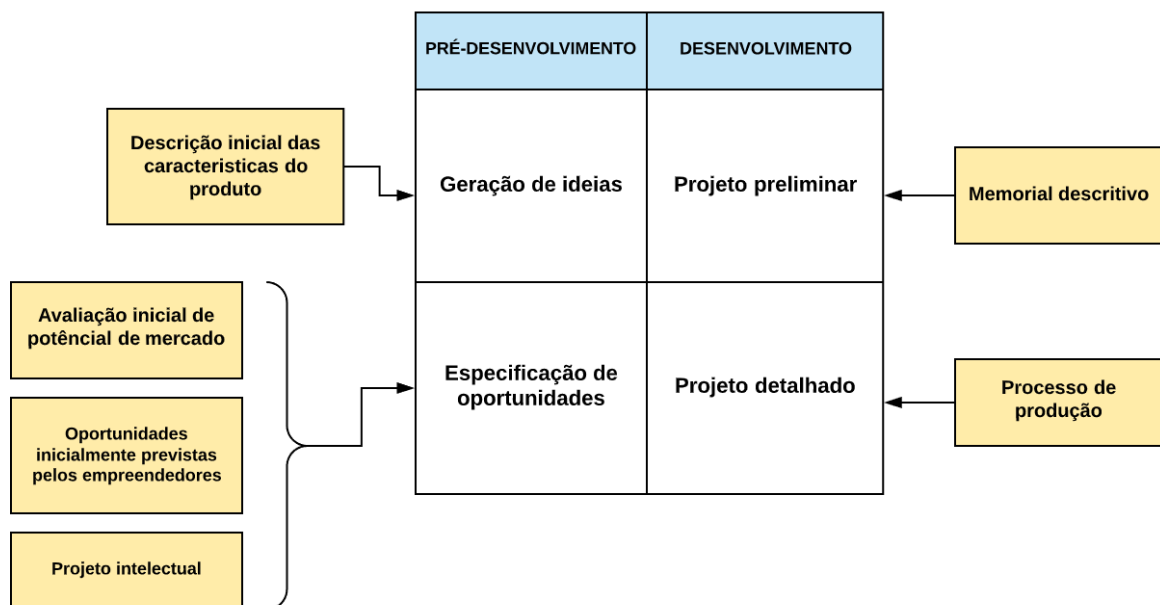 PRÉ-DESENVOLVIMENTO
DESENVOLVIMENTO
Descrição inicial das
caracteristicas do
produto
Geração de ideias
Projeto preliminar
Memorial descritivo
Avaliação inicial de
potêncial de mercado
Oportunidades
inicialmente previstas
pelos empreendedores
Projeto intelectual
Especificação de
oportunidades
Projeto detalhado
Processo de
produção